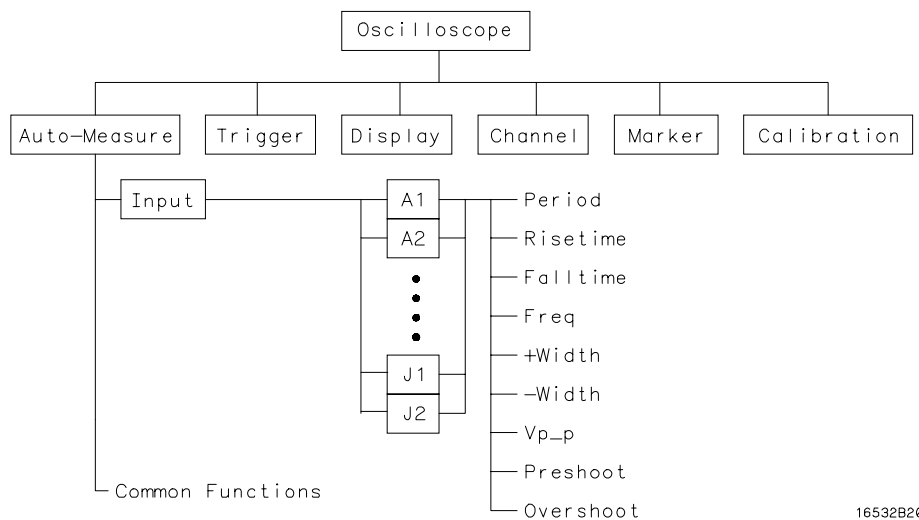 Oscilloscope
Auto-Measure Trigger Display Channel Marker Calibration
Input A1 Period
A2 Risetime
Falltime
Freq
+Width
J1
-Width
J2
Vp_p
Preshoot
Common Functions
Overshoot